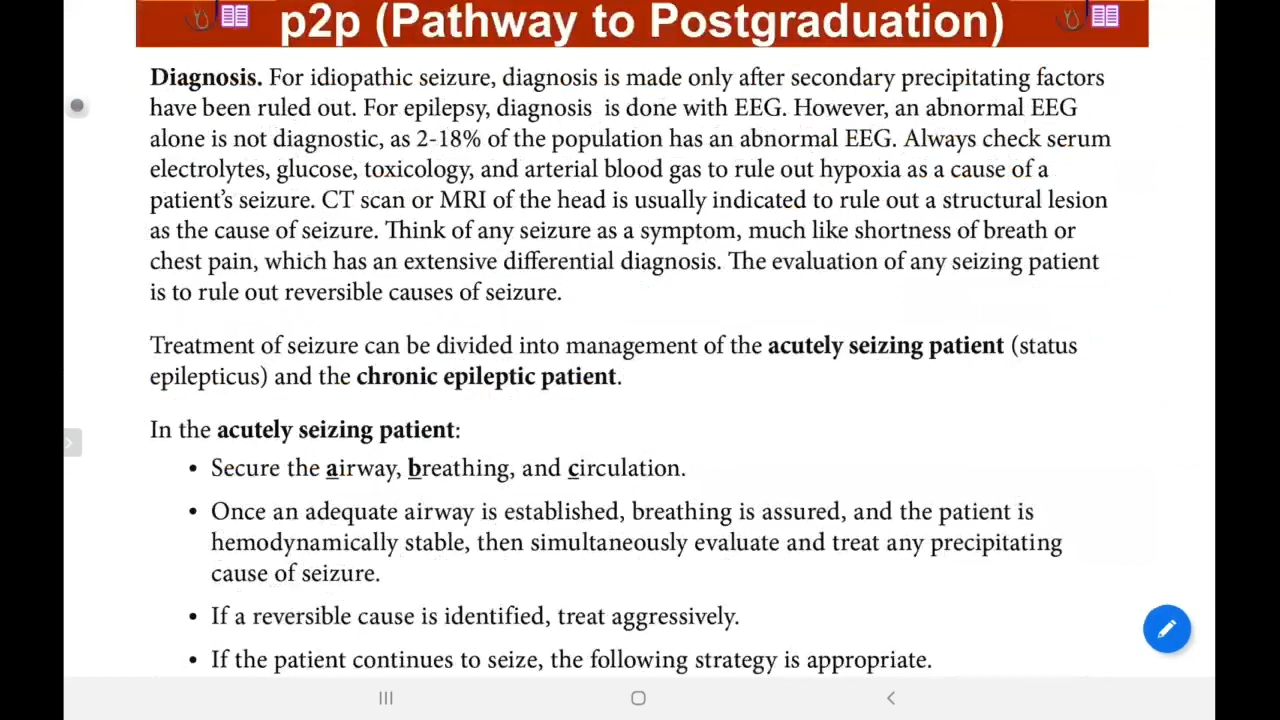 p2p (Pathway to Postgraduation)
Diagnosis. For idiopathic seizure, diagnosis is made only after secondary precipitating factors
have been ruled out. For epilepsy, diagnosis is done with EEG. However, an abnormal EEG
alone is not diagnostic, as 2-18% of the population has an abnormal EEG. Always check serum
electrolytes, glucose, toxicology, and arterial blood gas to rule out hypoxia as a cause of a
patient's seizure. CT scan or MRI of the head is usually indicated to rule out a structural lesion
as the cause of seizure. Think of any seizure as a symptom, much like shortness of breath or
chest pain, which has an extensive differential diagnosis. The evaluation of any seizing patient
is to rule out reversible causes of seizure.
Treatment of seizure can be divided into management of the acutely seizing patient (status
epilepticus) and the chronic epileptic patient.
In the acutely seizing patient:
• Secure the airway, breathing, and circulation.
• Once an adequate airway is established, breathing is assured, and the patient is
hemodynamically stable, then simultaneously evaluate and treat any precipitating
cause of seizure.
• If a reversible cause is identified, treat aggressively.
• If the patient continues to seize, the following strategy is appropriate.